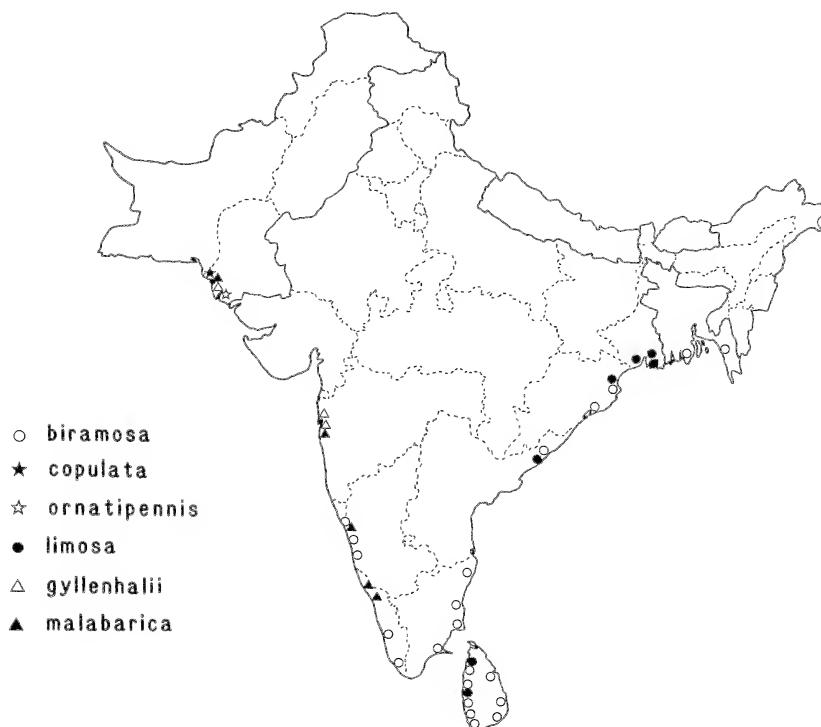 biramosa
copulata
ornatipennis
limosa
gyllenhalii
malabarica